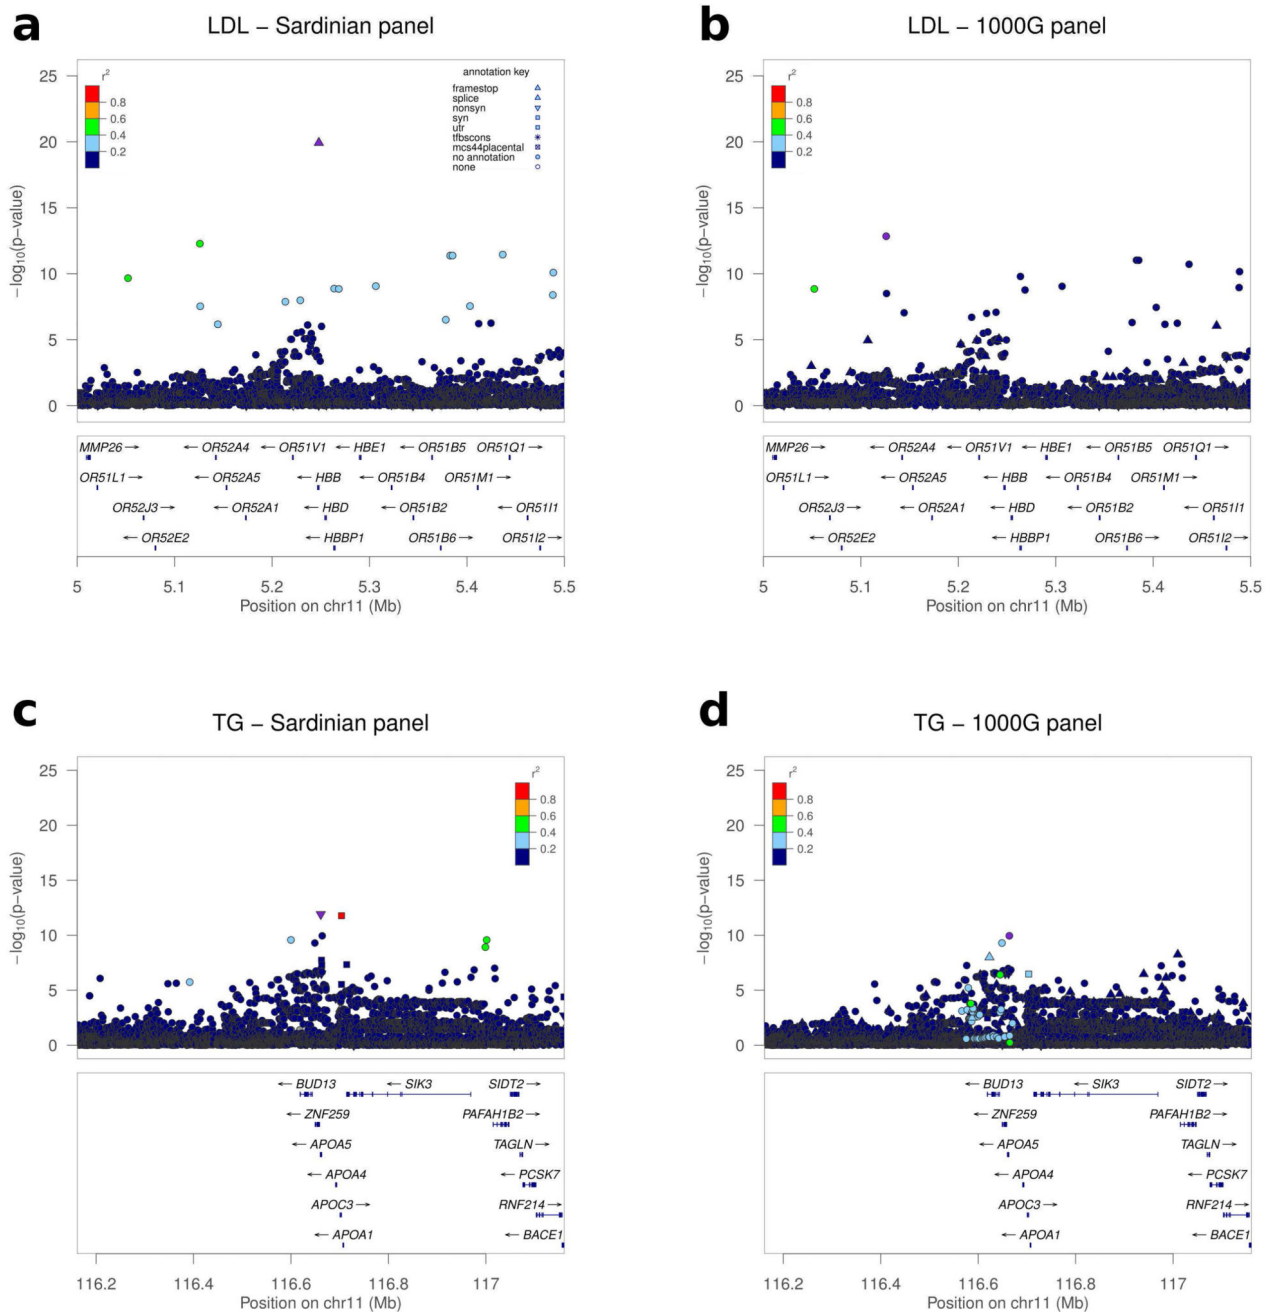 a
LDL – Sardinian panel
25
20
15
10
5
0
−log10(p−value)
r2
0.8
0.6
0.4
0.2
annotation key
framestop
splice
nonsyn
syn
utr
tfbscons
mcs44placental
no annotation
none
MMP26→ ←OR52A4 ←OR51V1 ←HBE1 ←OR51B5 OR51Q1→
OR51L1→ ←OR52A5 ←HBB ←OR51B4 OR51M1→
OR52J3→ ←OR52A1 ←HBD ←OR51B2 ←OR51I1
←OR52E2 ←HBBP1 OR51B6→ OR51I2→
5 5.1 5.2 5.3 5.4 5.5
Position on chr11 (Mb)
b
LDL – 1000G panel
25
20
15
10
5
0
−log10(p−value)
r2
0.8
0.6
0.4
0.2
MMP26→ ←OR52A4 ←OR51V1 ←HBE1 ←OR51B5 OR51Q1→
OR51L1→ ←OR52A5 ←HBB ←OR51B4 OR51M1→
OR52J3→ ←OR52A1 ←HBD ←OR51B2 ←OR51I1
←OR52E2 ←HBBP1 OR51B6→ OR51I2→
5 5.1 5.2 5.3 5.4 5.5
Position on chr11 (Mb)
c
TG – Sardinian panel
25
20
15
10
5
0
−log10(p−value)
r2
0.8
0.6
0.4
0.2
←BUD13 ←SIK3 SIDT2→
←ZNF259 PAFAH1B2→
←APOA5 TAGLN→
←APOA4 ←PCSK7
APOC3→ RNF214→
←APOA1 ←BACE1
116.2 116.4 116.6 116.8 117
Position on chr11 (Mb)
d
TG – 1000G panel
25
20
15
10
5
0
−log10(p−value)
r2
0.8
0.6
0.4
0.2
←BUD13 ←SIK3 SIDT2→
←ZNF259 PAFAH1B2→
←APOA5 TAGLN→
←APOA4 ←PCSK7
APOC3→ RNF214→
←APOA1 ←BACE1
116.2 116.4 116.6 116.8 117
Position on chr11 (Mb)